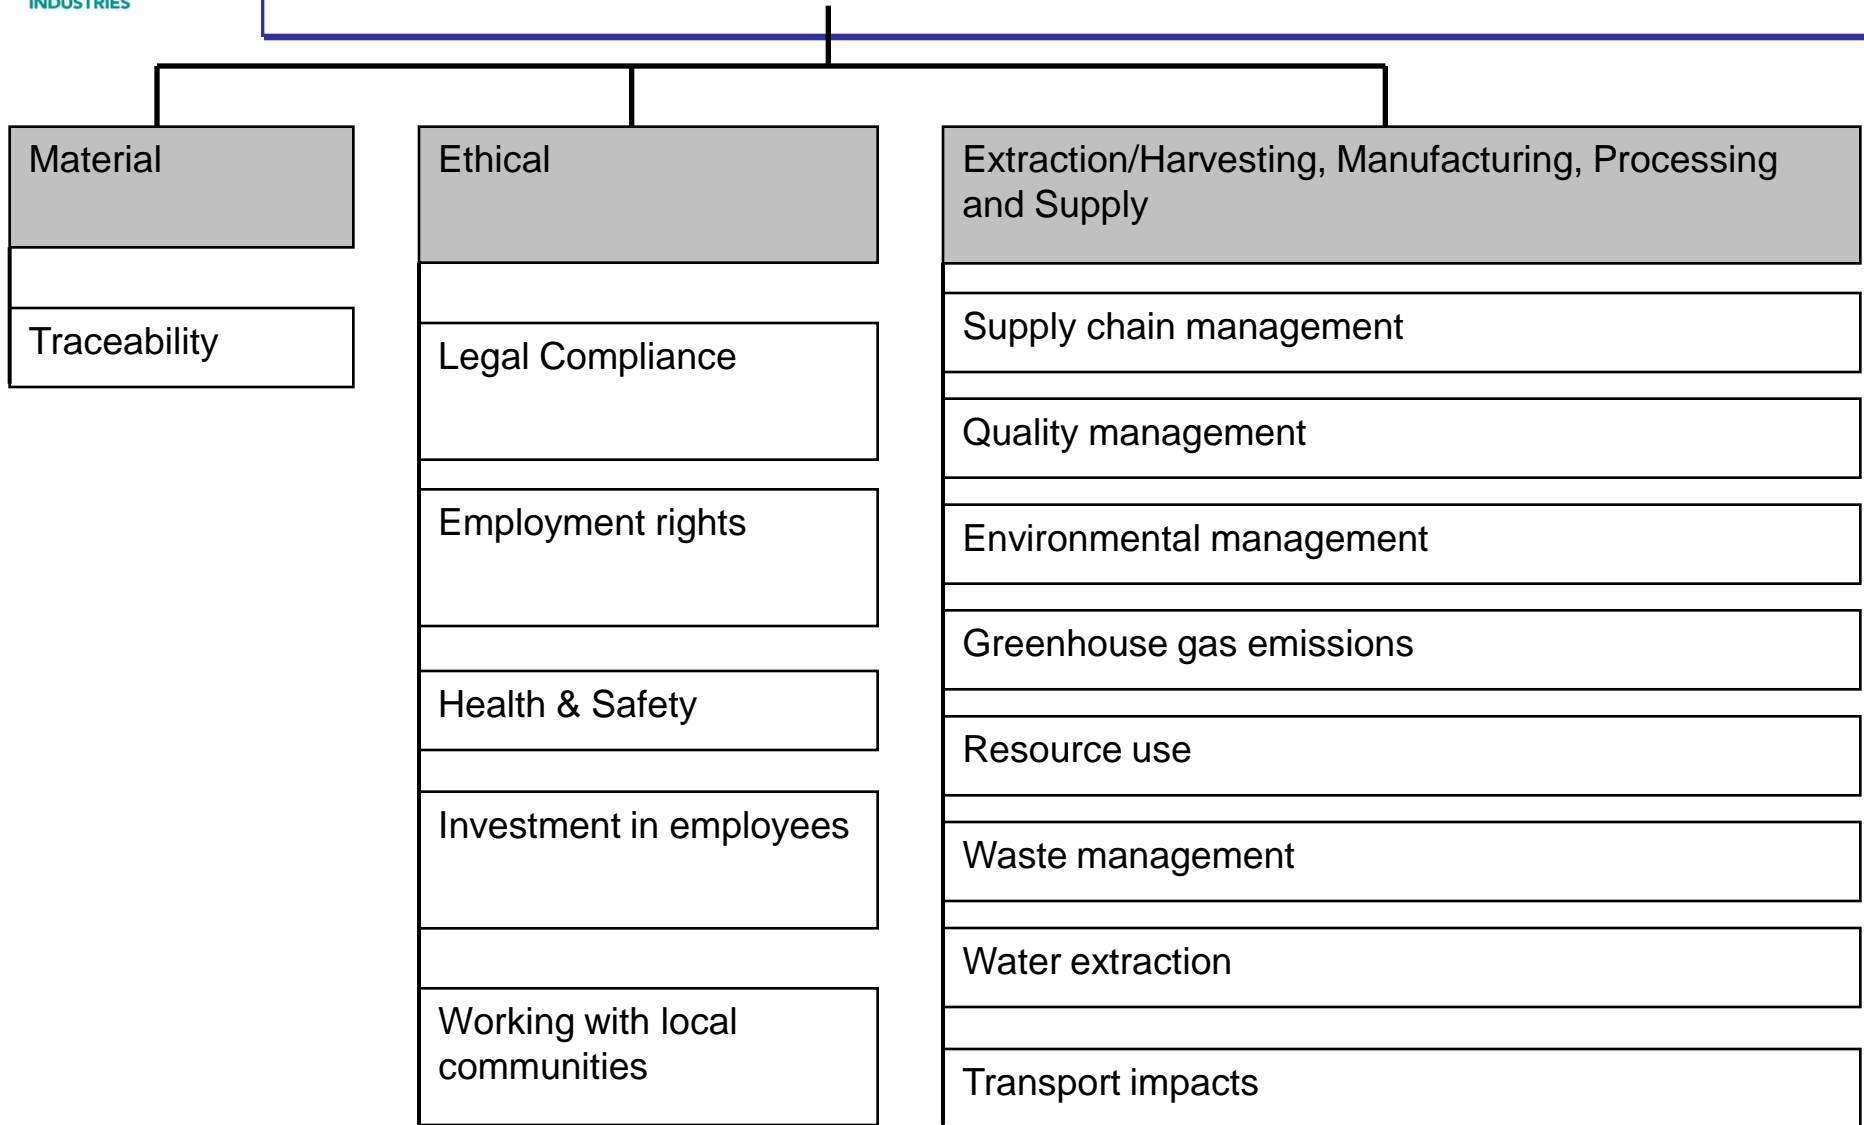 INDUSTRIES
Material
Traceability
Ethical
Legal Compliance
Employment rights
Health & Safety
Investment in employees
Working with local
communities
Extraction/Harvesting, Manufacturing, Processing
and Supply
Supply chain management
Quality management
Environmental management
Greenhouse gas emissions
Resource use
Waste management
Water extraction
Transport impacts